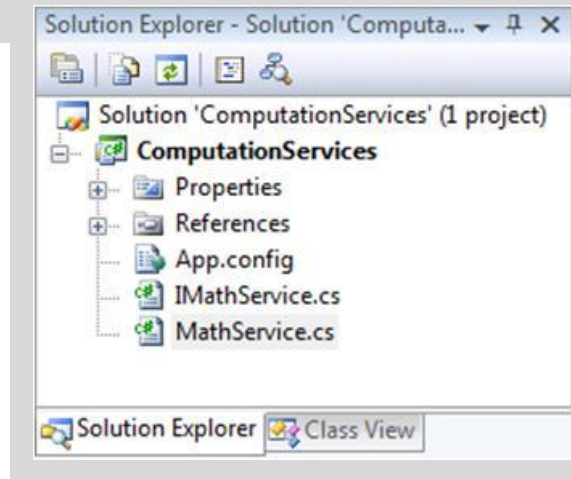 Solution Explorer - Solution 'Computa...
Solution 'ComputationServices' (1 project)
ComputationServices
Properties
References
App.config
IMathService.cs
MathService.cs
Solution Explorer Class View